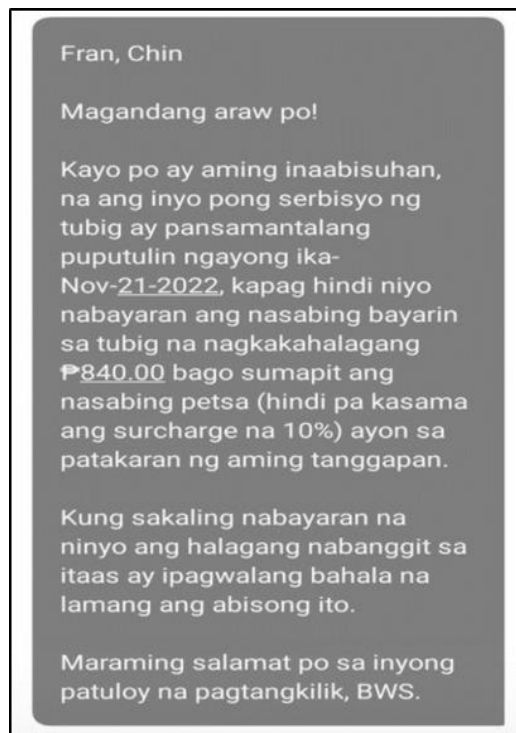 Fran, Chin
Magandang araw po!
Kayo po ay aming inaabisuhan,
na ang inyo pong serbisyo ng
tubig ay pansamantalang
puputulin ngayong ika-
Nov-21-2022, kapag hindi niyo
nabayaran ang nasabing bayarin
sa tubig na nagkakahalagang
₱840.00 bago sumapit ang
nasabing petsa (hindi pa kasama
ang surcharge na 10%) ayon sa
patakaran ng aming tanggapan.
Kung sakaling nabayaran na
ninyo ang halagang nabanggit sa
itaas ay ipagwalang bahala na
lamang ang abisong ito.
Maraming salamat po sa inyong
patuloy na pagtangkilik, BWS.